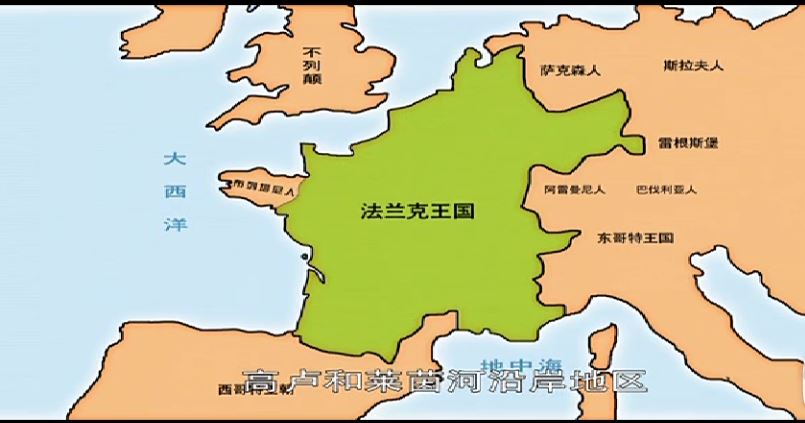 不列颠
萨克森人
斯拉夫人
雷根斯堡
大西洋
布列塔尼人
阿雷曼尼人
巴伐利亚人
法兰克王国
东哥特王国
地中海
西哥特王朝
高卢和莱茵河沿岸地区